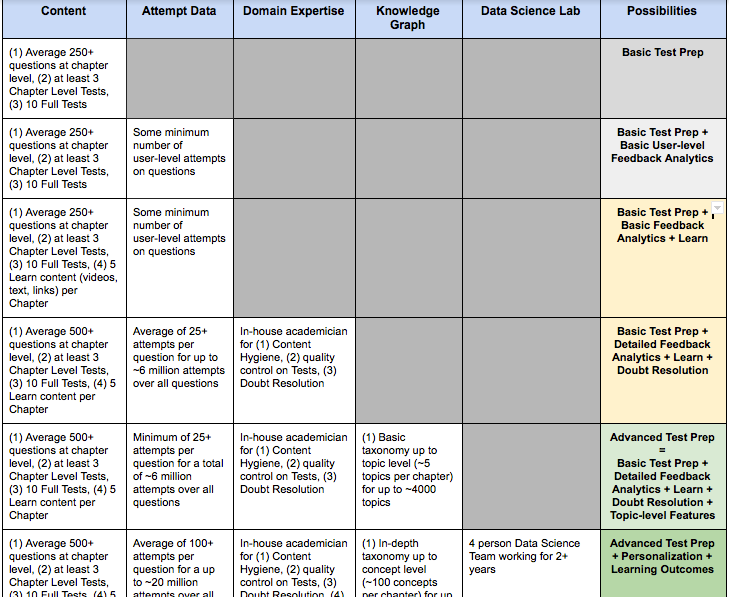 Content
Attempt Data
Domain Expertise
Knowledge
Graph
Data Science Lab
Possibilities
(1) Average 250+
questions at chapter
level, (2) at least 3
Chapter Level Tests,
(3) 10 Full Tests
Basic Test Prep
(1) Average 250+
questions at chapter
level, (2) at least 3
Chapter Level Tests,
(3) 10 Full Tests
Some minimum
number of
user-level attempts
on questions
Basic Test Prep +
Basic User-level
Feedback Analytics
(1) Average 250+
questions at chapter
level, (2) at least 3
Chapter Level Tests,
(3) 10 Full Tests, (4) 5
Learn content (videos,
text, links) per
Chapter
Some minimum
number of
user-level attempts
on questions
Basic Test Prep +
Basic Feedback
Analytics + Learn
(1) Average 500+
questions at chapter
level, (2) at least 3
Chapter Level Tests,
(3) 10 Full Tests, (4) 5
Learn content per
Chapter
Average of 25+
attempts per
question for up to
~6 million attempts
over all questions
In-house academician
for (1) Content
Hygiene, (2) quality
control on Tests, (3)
Doubt Resolution
Basic Test Prep +
Detailed Feedback
Analytics + Learn +
Doubt Resolution
(1) Average 500+
questions at chapter
level, (2) at least 3
Chapter Level Tests,
(3) 10 Full Tests, (4) 5
Learn content per
Chapter
Minimum of 25+
attempts per
question for a total
of ~6 million
attempts over all
questions
In-house academician
for (1) Content
Hygiene, (2) quality
control on Tests, (3)
Doubt Resolution
(1) Basic
taxonomy up to
topic level (~5
topics per chapter)
for up to ~4000
topics
Advanced Test Prep
=
Basic Test Prep +
Detailed Feedback
Analytics + Learn +
Doubt Resolution +
Topic-level Features
(1) Average 500+
questions at chapter
level, (2) at least 3
Chapter Level Tests,
(3) 10 Full Tests, (4) 5
Average of 100+
attempts per
question for a up
to ~20 million
attempts over all
In-house academician
for (1) Content
Hygiene, (2) quality
control on Tests, (3)
Doubt Resolution, (4)
(1) In-depth
taxonomy up to
concept level
(~100 concepts
per chapter) for up
4 person Data Science
Team working for 2+
years
Advanced Test Prep
+ Personalization +
Learning Outcomes